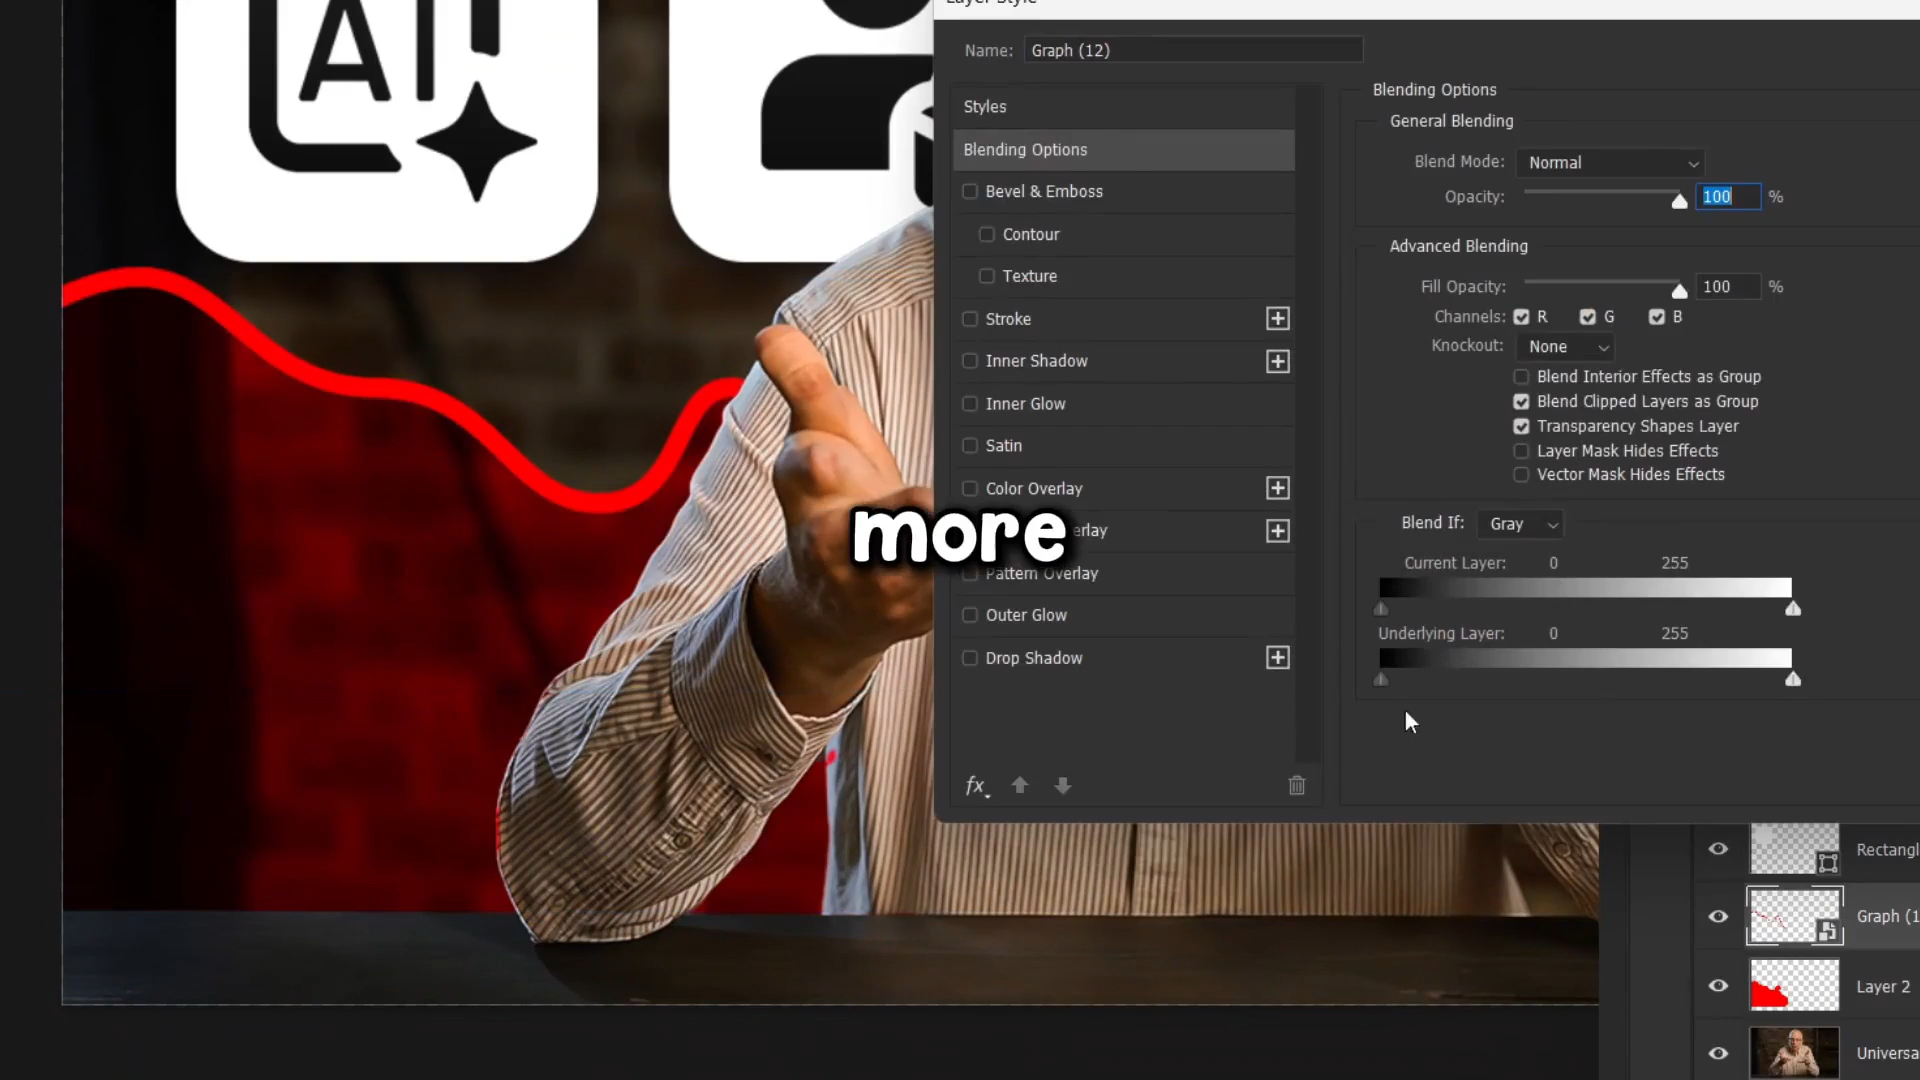 Layer Style
Name: Graph (12)
AI
Styles
Blending Options
Bevel & Emboss
Contour
Texture
Stroke
Inner Shadow
Inner Glow
Satin
Color Overlay
erlay
Pattern Overlay
Outer Glow
Drop Shadow
fx
Blending Options
General Blending
Blend Mode: Normal
Opacity: 100 %
Advanced Blending
Fill Opacity: 100 %
Channels: R G B
Knockout: None
Blend Interior Effects as Group
Blend Clipped Layers as Group
Transparency Shapes Layer
Layer Mask Hides Effects
Vector Mask Hides Effects
Blend If: Gray
Current Layer: 0 255
Underlying Layer: 0 255
more
Rectangl
Graph (1
Layer 2
Universa